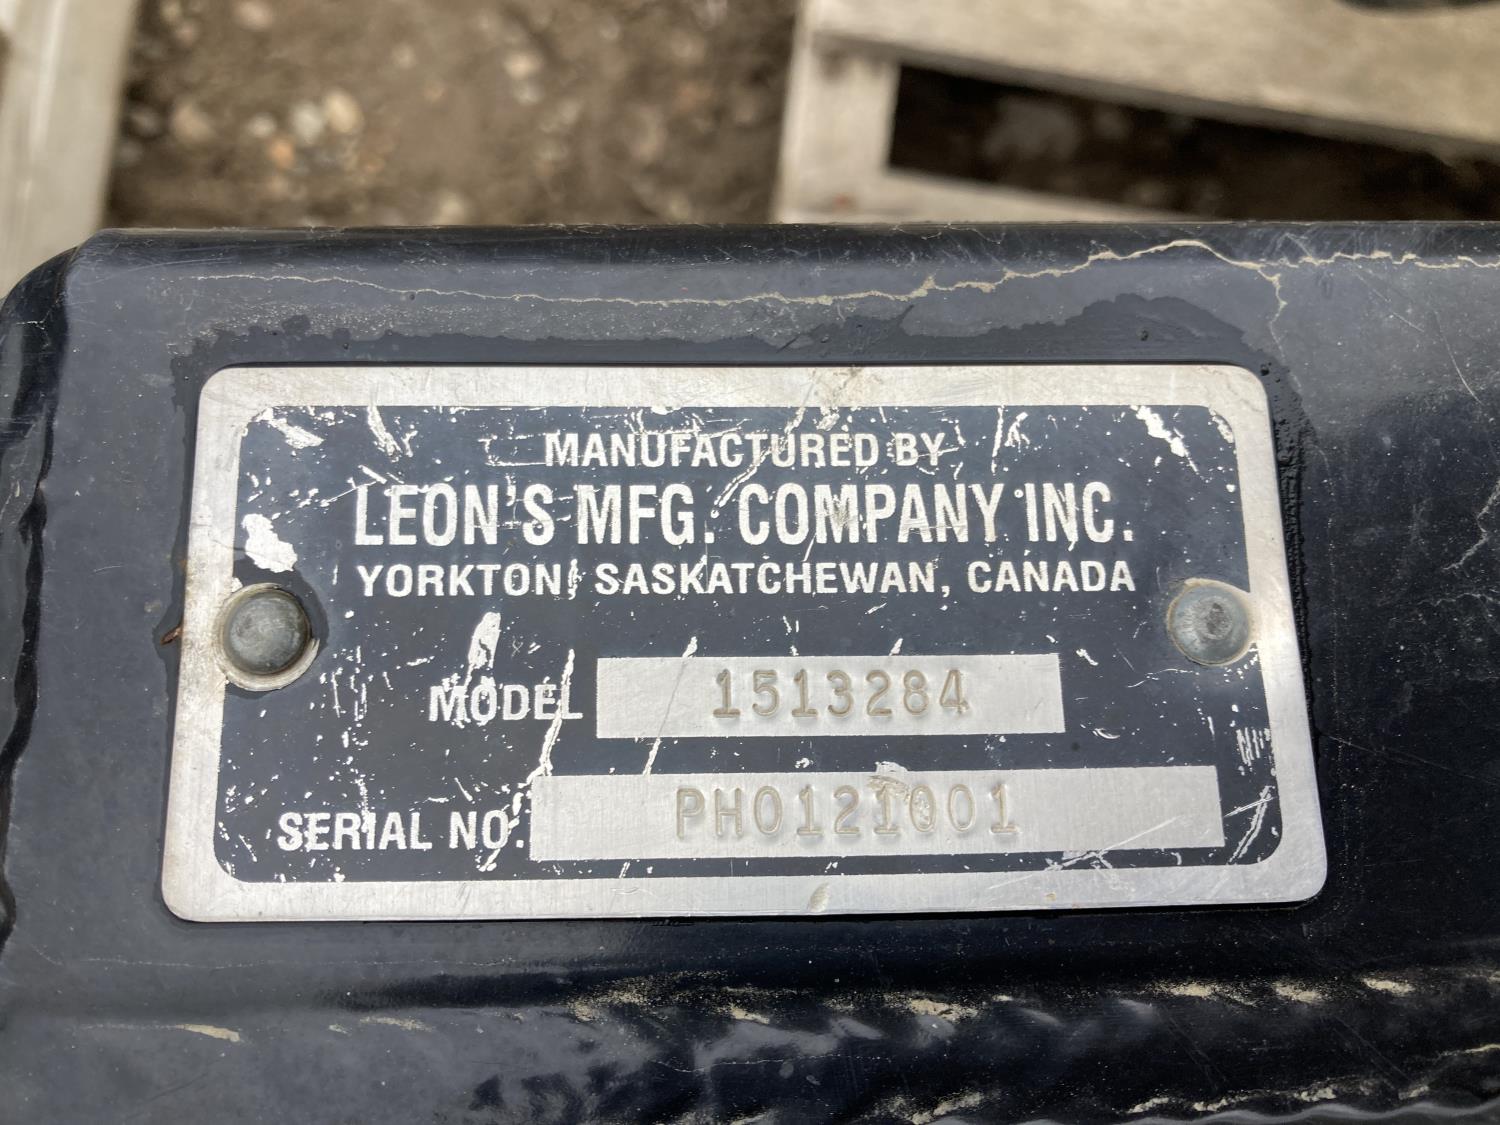 MANUFACTURED BY
LEON'S MFG. COMPANY INC.
YORKTON, SASKATCHEWAN, CANADA
MODEL 1513284
SERIAL NO. PH0121001